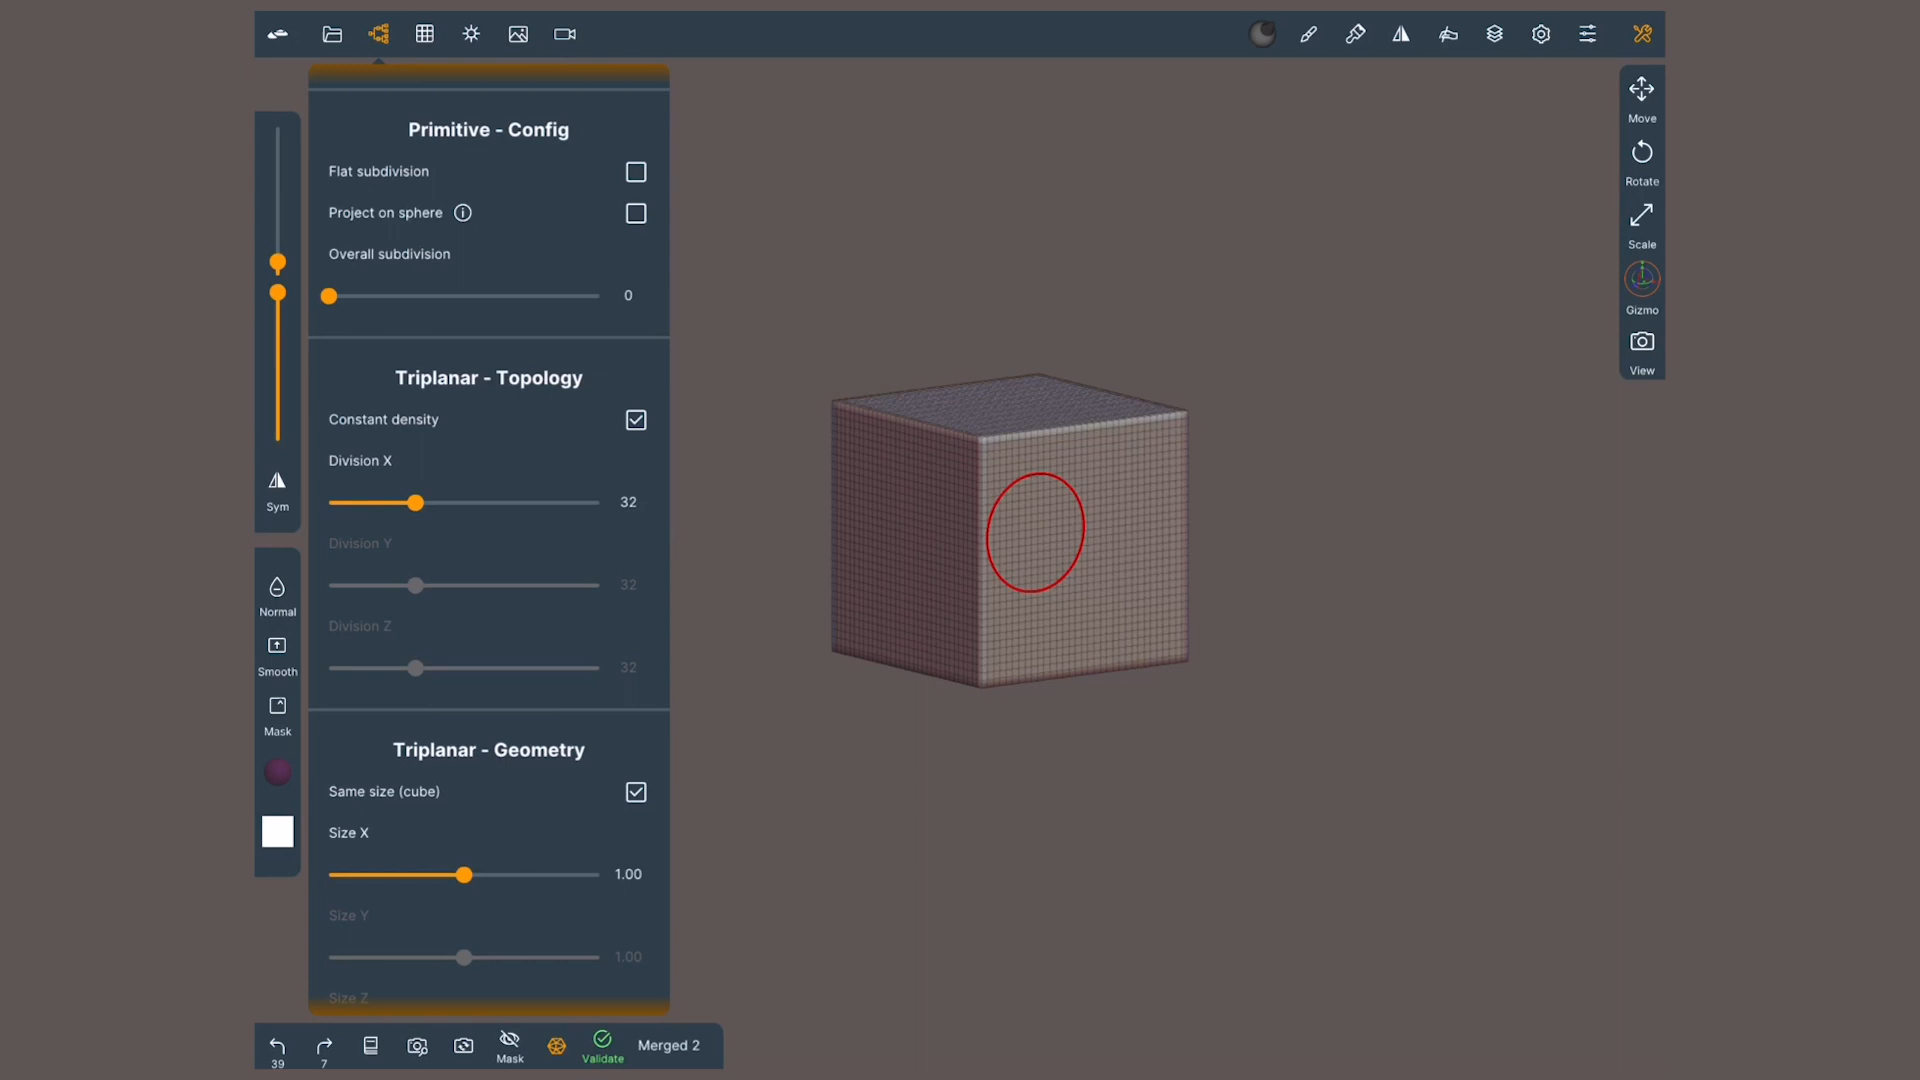 Primitive - Config
Flat subdivision
Project on sphere
Overall subdivision
0
Triplanar - Topology
Constant density
Division X
32
Division Y
32
Division Z
32
Triplanar - Geometry
Same size (cube)
Size X
1.00
Size Y
1.00
Size Z
Sym
Normal
Smooth
Mask
Move
Rotate
Scale
Gizmo
View
39
7
Mask
Validate
Merged 2